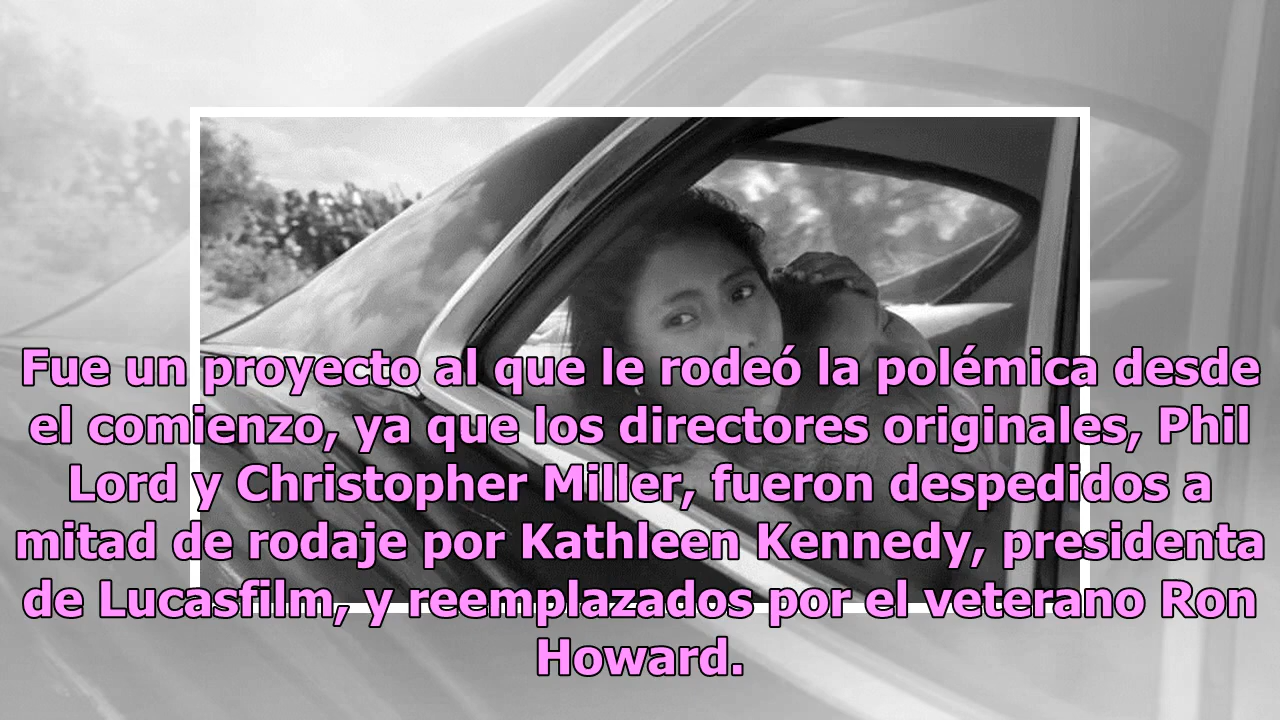 Fue un proyecto al que le rodeó la polémica desde
el comienzo, ya que los directores originales, Phil
Lord y Christopher Miller, fueron despedidos a
mitad de rodaje por Kathleen Kennedy, presidenta
de Lucasfilm, y reemplazados por el veterano Ron
Howard.